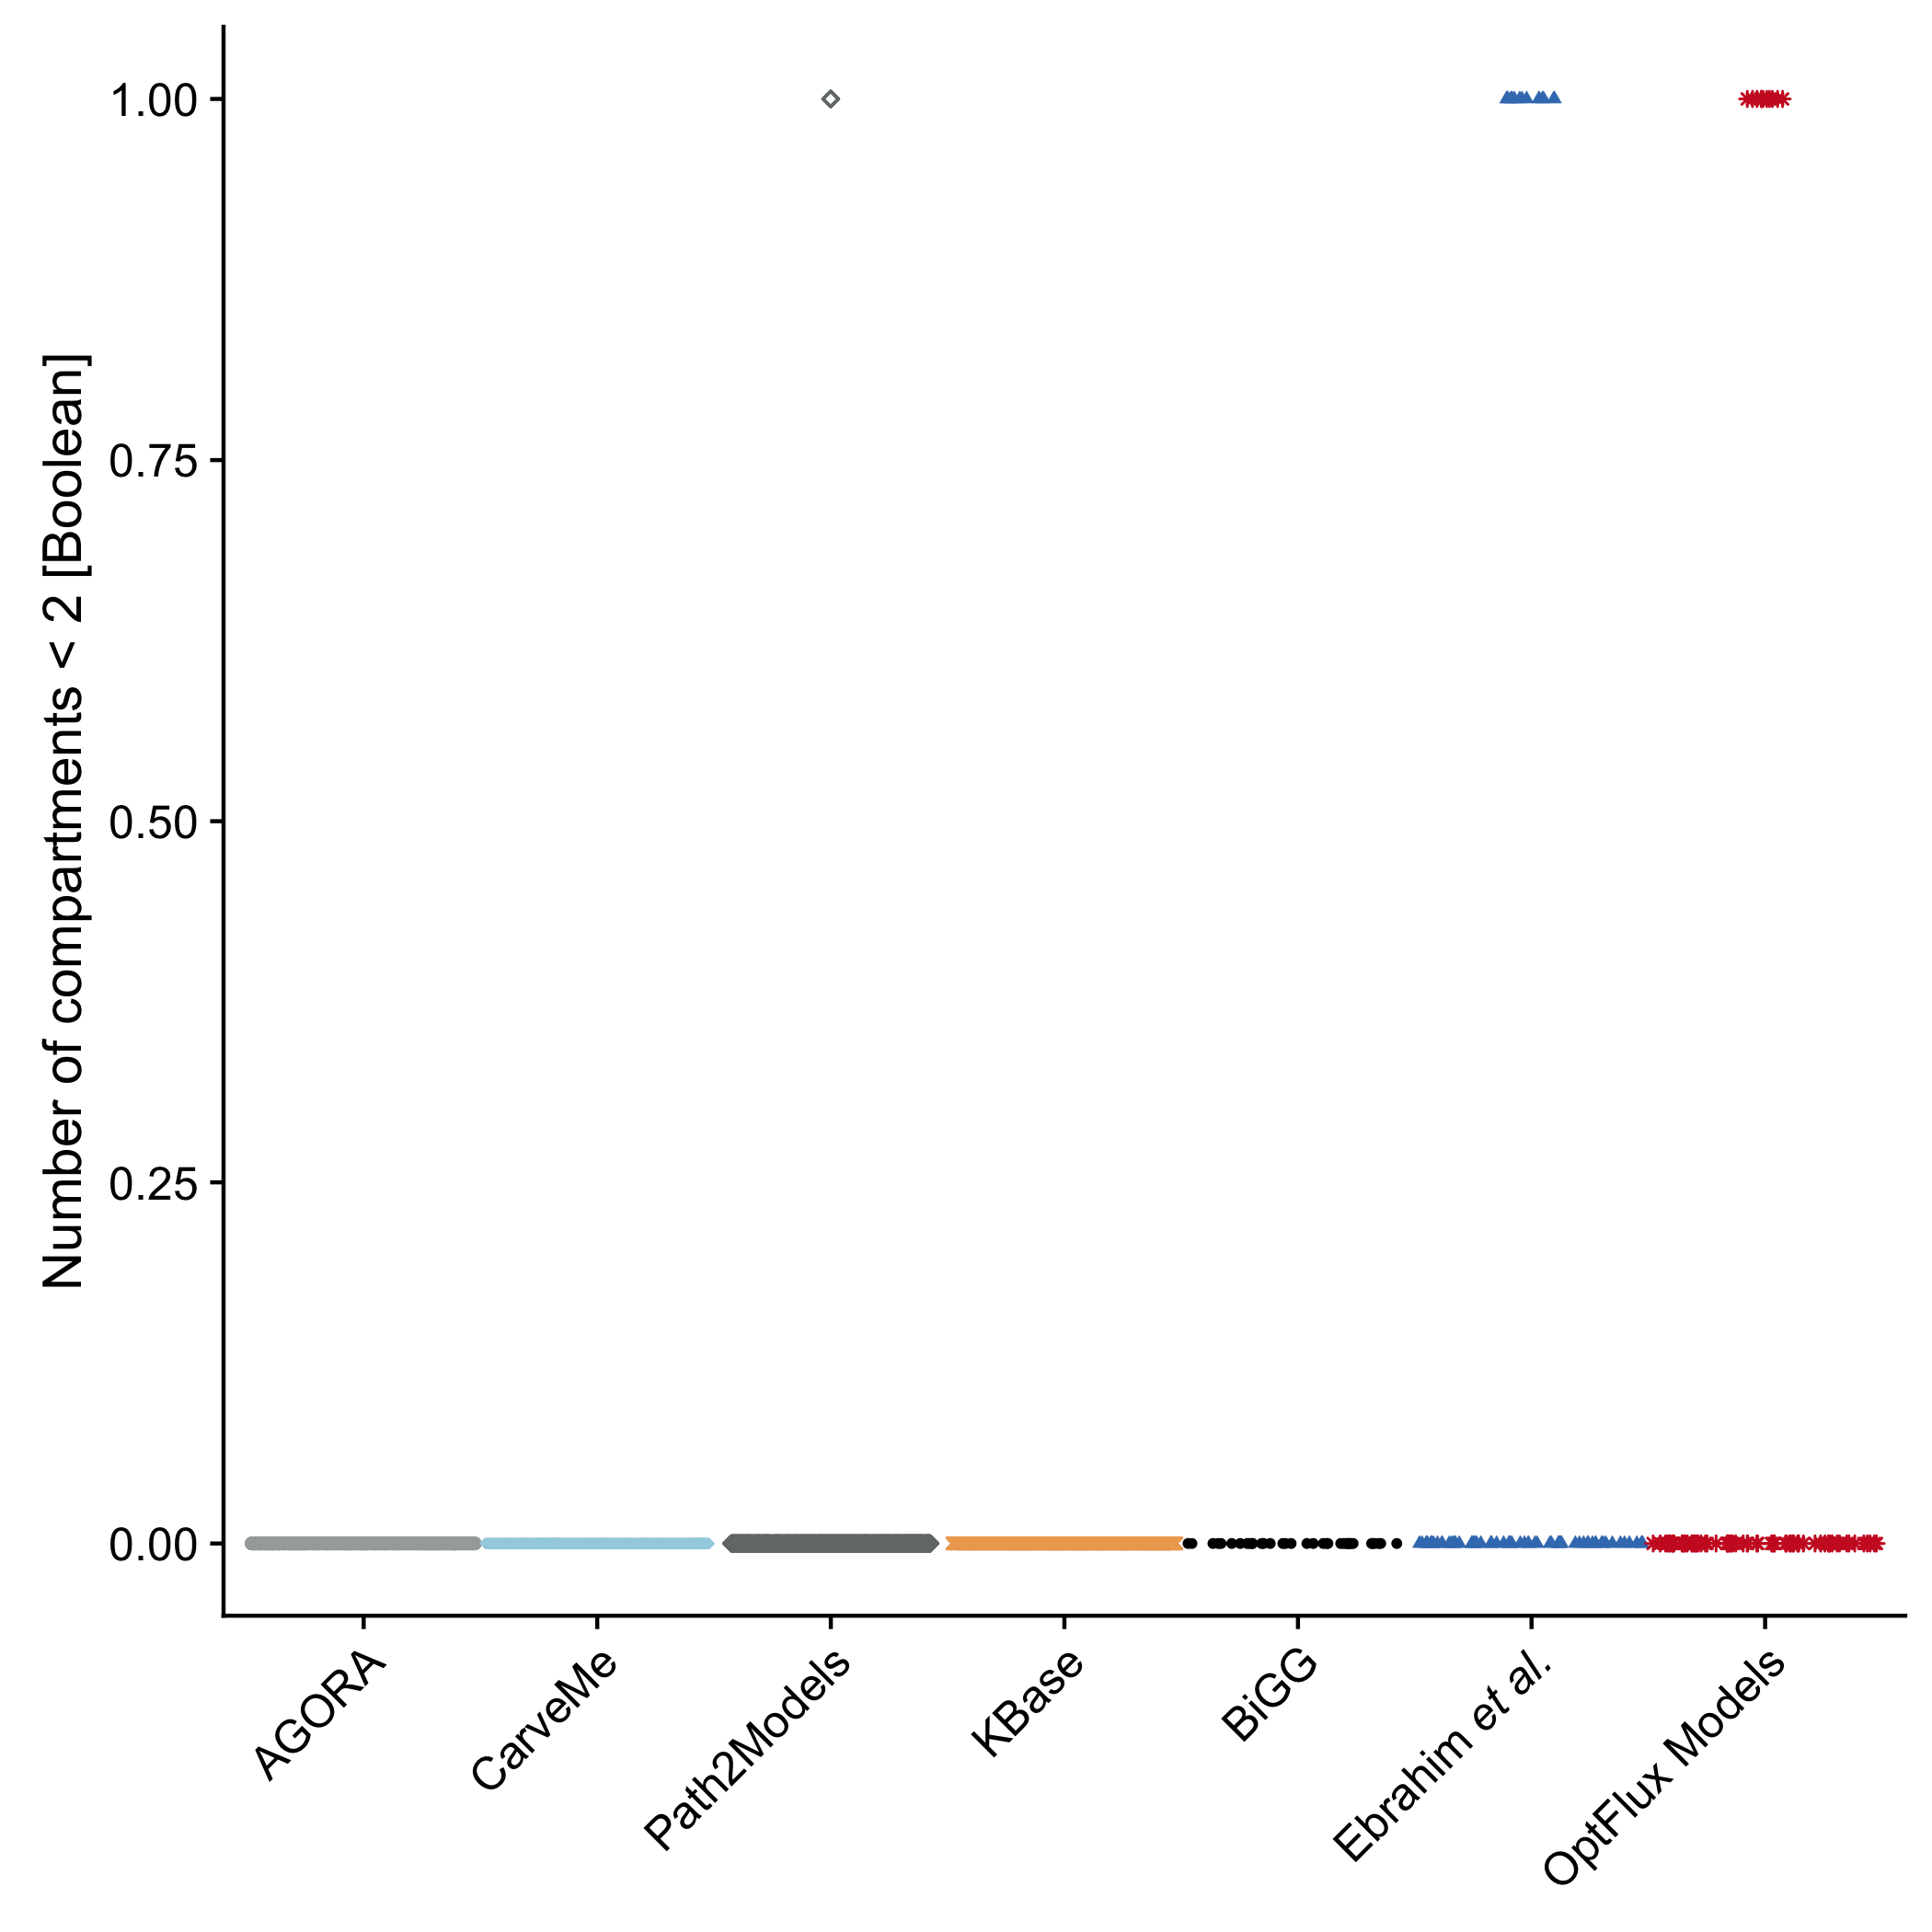 Number of compartments < 2 [Boolean]
1.00
0.75
0.50
0.25
0.00
AGORA
CarveMe
Path2Models
KBase
BiGG
Ebrahim et al.
OptFlux Models